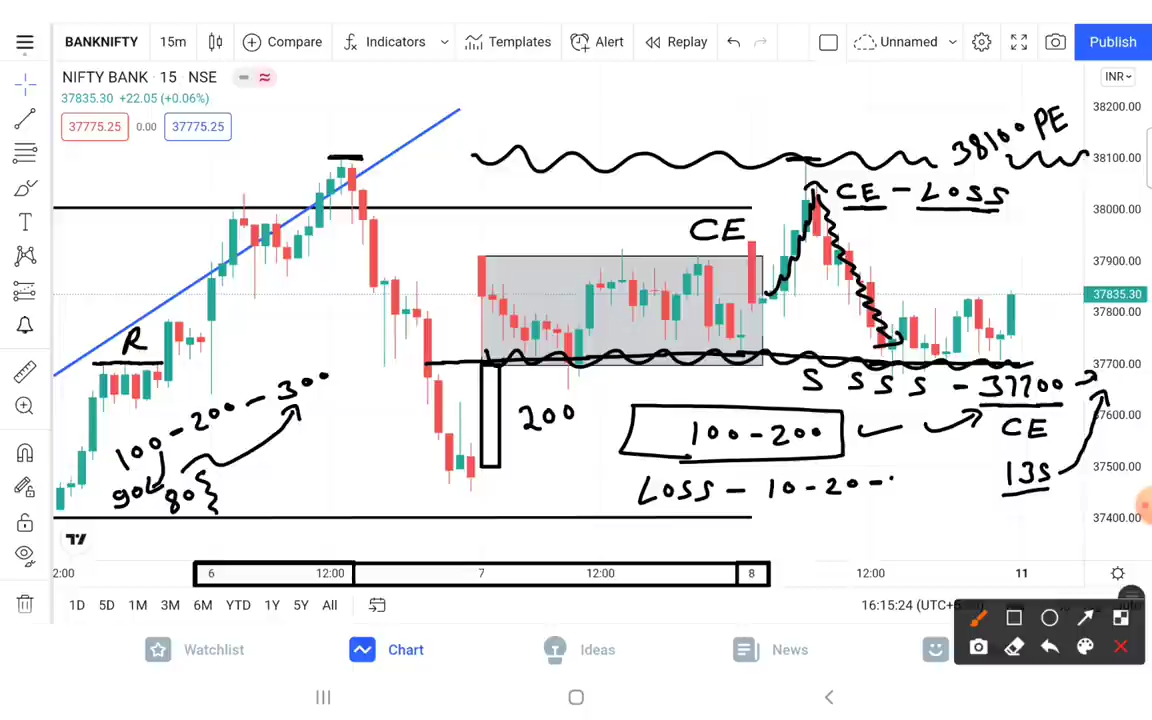 BANKNIFTY 15m Compare Indicators Templates Alert Replay Unnamed Publish
NIFTY BANK · 15 NSE
INR
37835.30 +22.05 (+0.06%)
37775.25 0.00 37775.25
38200.00
38100 PE
38100.00
CE - LOSS
38000.00
CE
37900.00
37835.30
37800.00
R
37700.00
S S S S - 37700
100 - 200 - 300
200
37600.00
100 - 200
CE
37500.00
135
90 80
LOSS - 10 - 20 -
37400.00
2:00 6 12:00 7 12:00 8 12:00 11
1D 5D 1M 3M 6M YTD 1Y 5Y All
16:15:24 (UTC+5
Watchlist Chart Ideas News